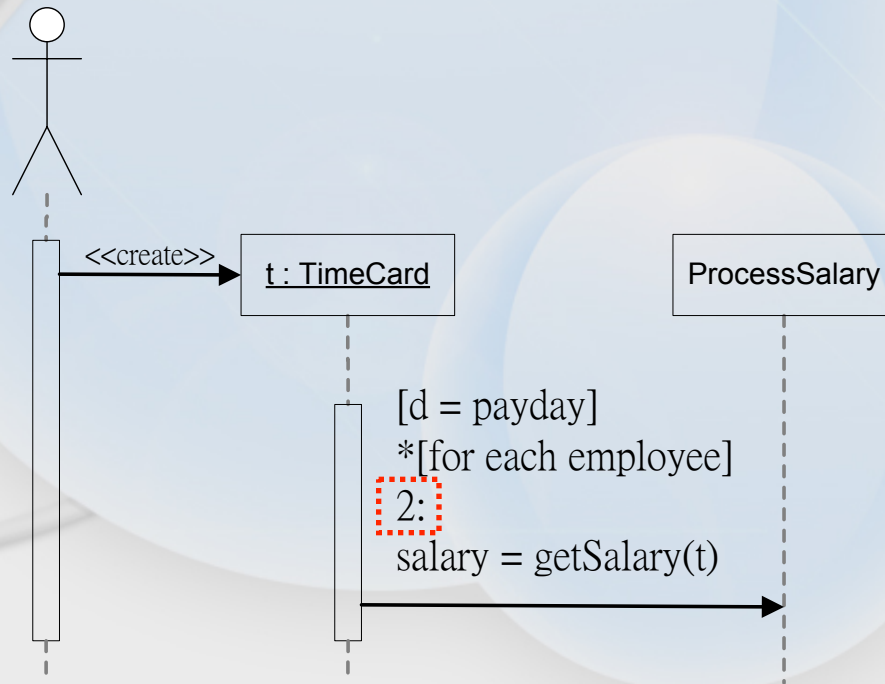 <<create>>
t : TimeCard
ProcessSalary
[d = payday]
*[for each employee]
2:
salary = getSalary(t)